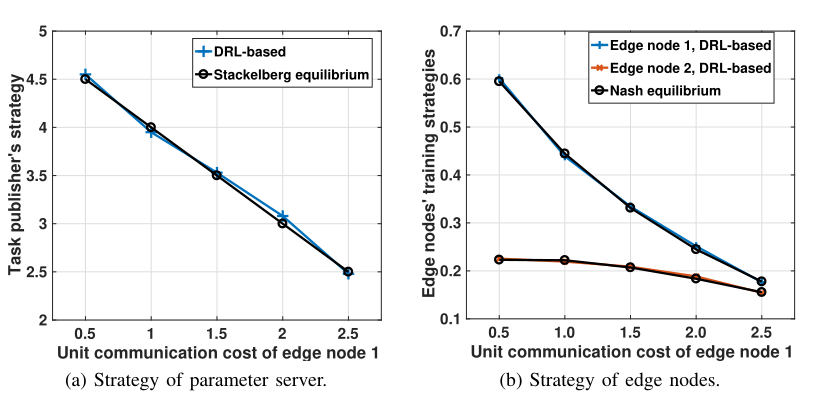 5
4.5
4
3.5
3
2.5
2
Task publisher's strategy
DRL-based
Stackelberg equilibrium
0.5 1 1.5 2 2.5
Unit communication cost of edge node 1
(a) Strategy of parameter server.
0.7
0.6
0.5
0.4
0.3
0.2
0.1
Edge nodes' training strategies
Edge node 1, DRL-based
Edge node 2, DRL-based
Nash equilibrium
0.5 1.0 1.5 2.0 2.5
Unit communication cost of edge node 1
(b) Strategy of edge nodes.